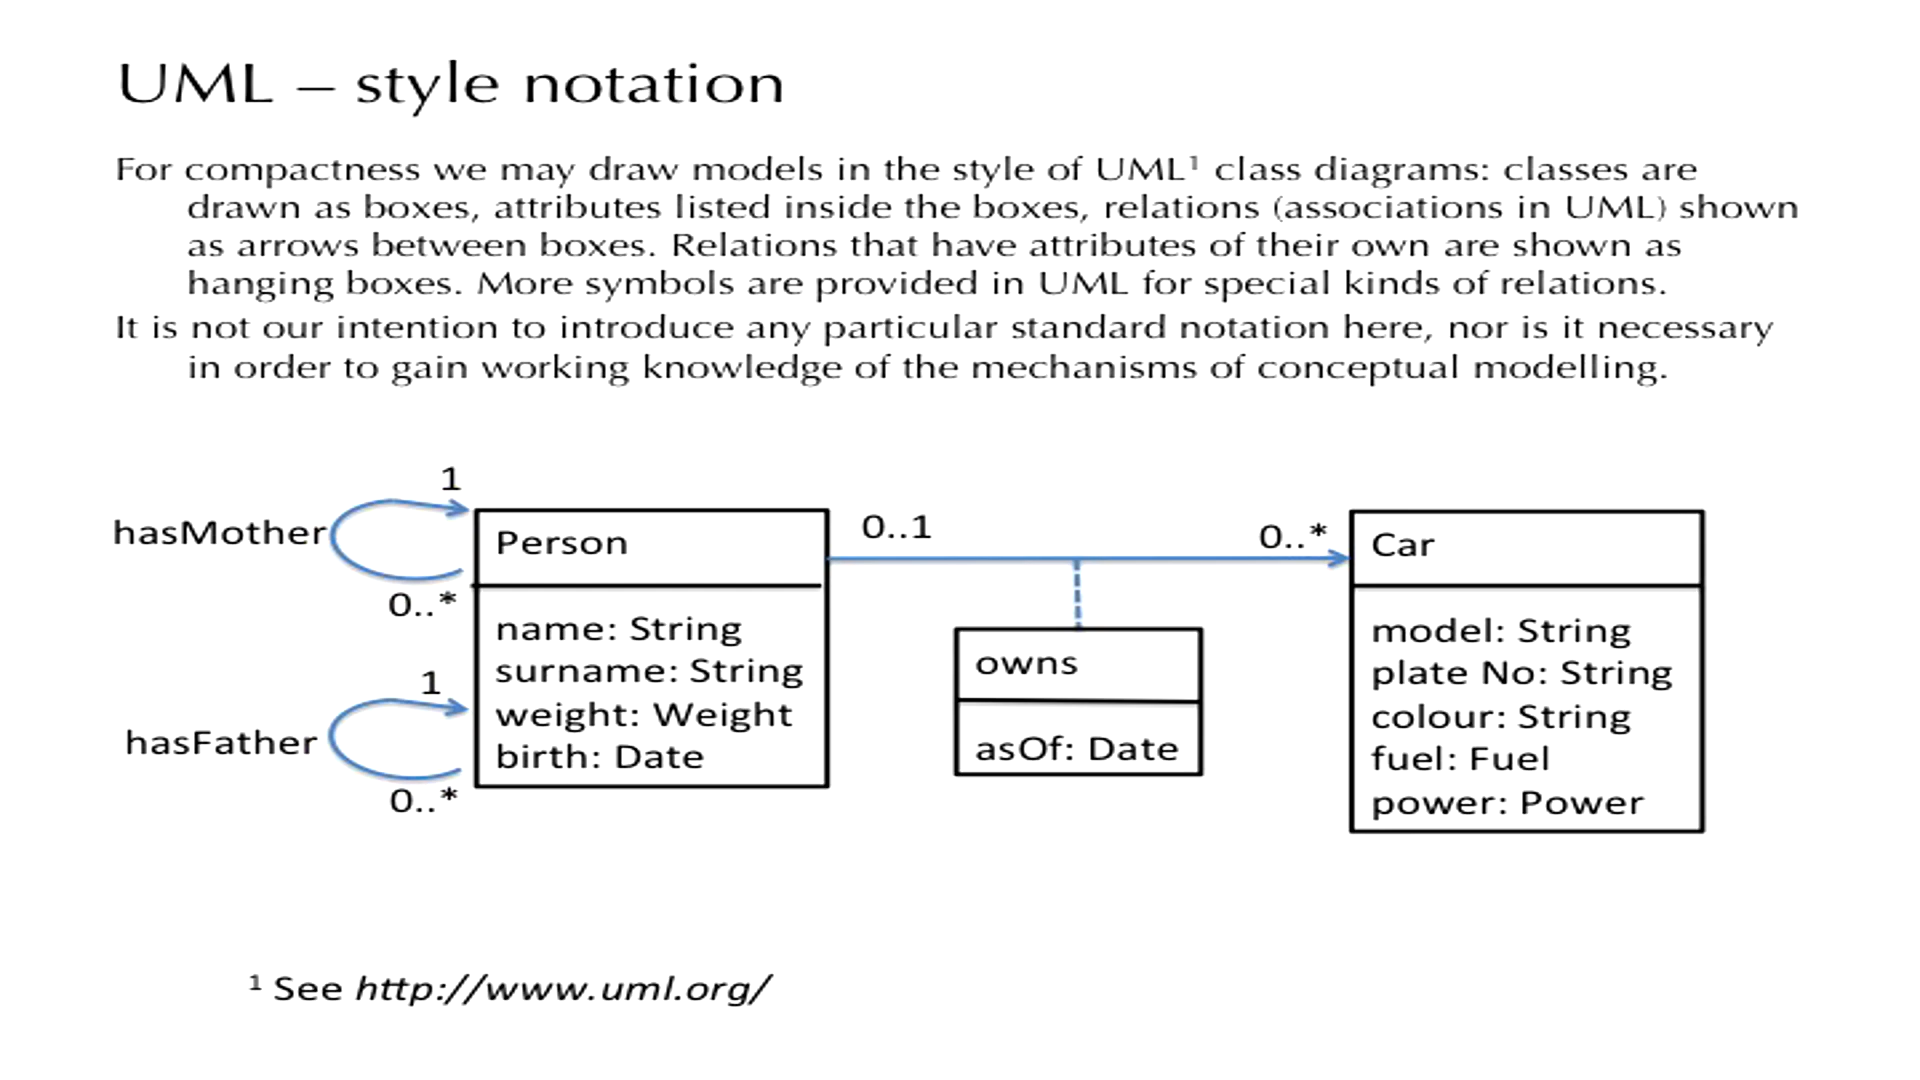 UML – style notation
For compactness we may draw models in the style of UML¹ class diagrams: classes are
drawn as boxes, attributes listed inside the boxes, relations (associations in UML) shown
as arrows between boxes. Relations that have attributes of their own are shown as
hanging boxes. More symbols are provided in UML for special kinds of relations.
It is not our intention to introduce any particular standard notation here, nor is it necessary
in order to gain working knowledge of the mechanisms of conceptual modelling.
1
hasMother
0..*
1
hasFather
0..*
Person
name: String
surname: String
weight: Weight
birth: Date
0..1
0..*
owns
asOf: Date
Car
model: String
plate No: String
colour: String
fuel: Fuel
power: Power
¹ See http://www.uml.org/